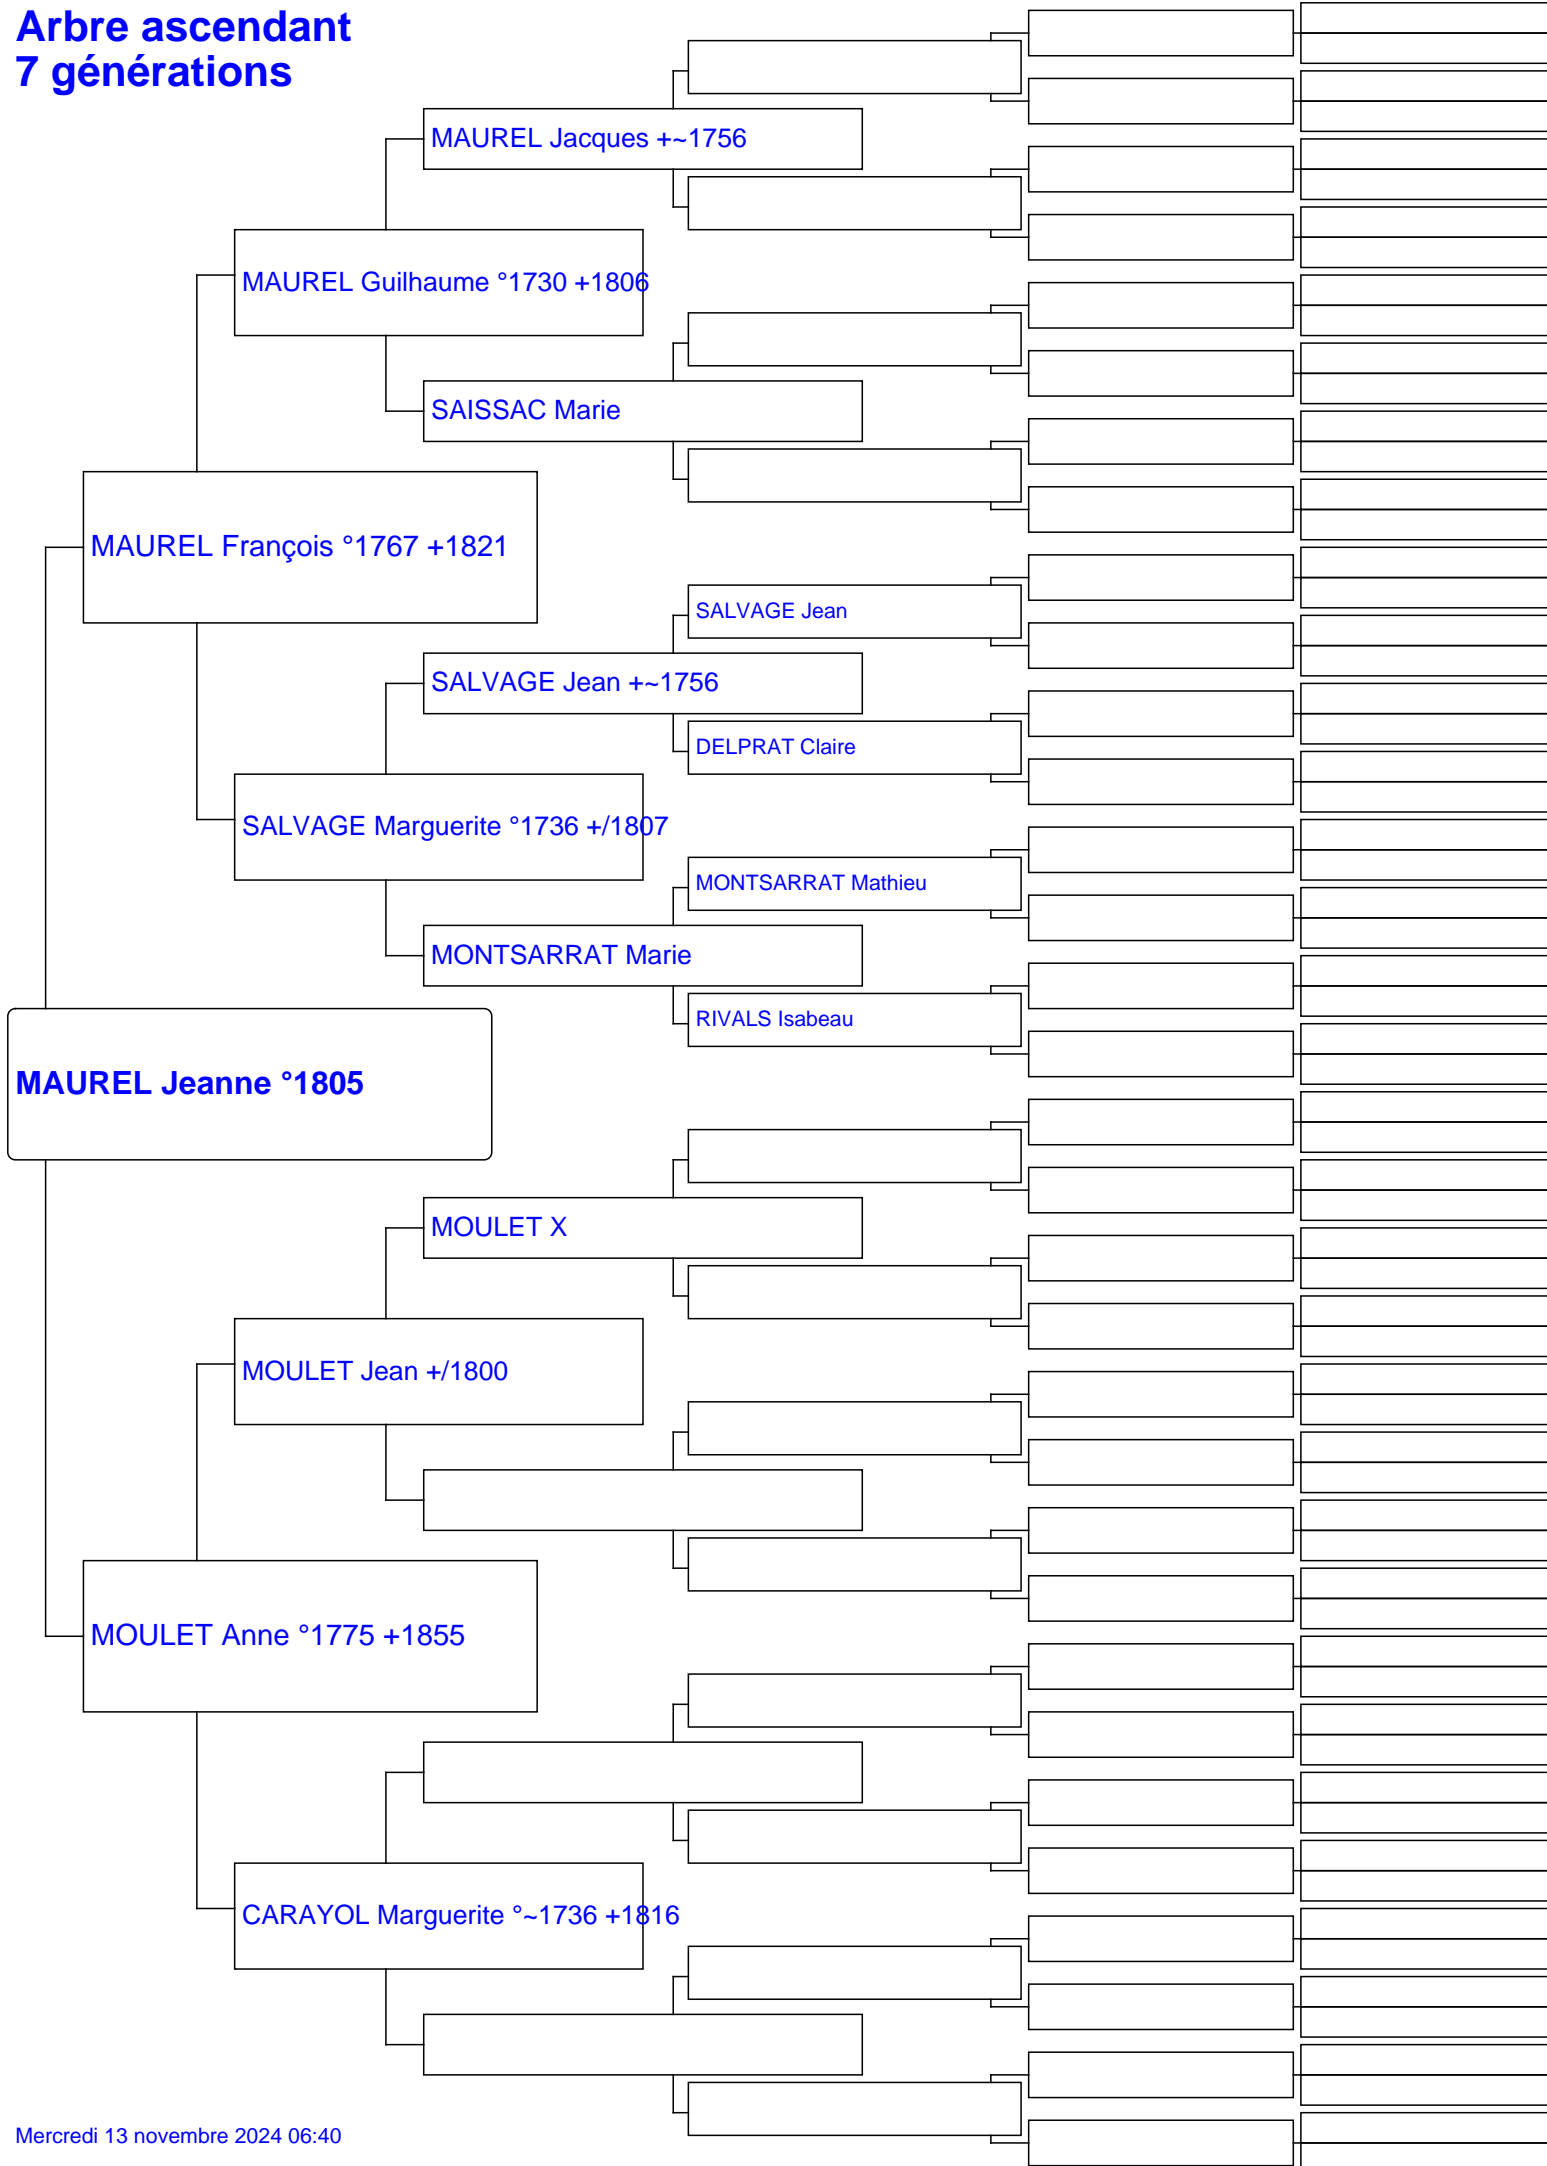 Arbre ascendant
7 générations
MAUREL Jacques +~1756
MAUREL Guilhaume °1730 +1806
SAISSAC Marie
MAUREL François °1767 +1821
SALVAGE Jean
SALVAGE Jean +~1756
DELPRAT Claire
SALVAGE Marguerite °1736 +/1807
MONTSARRAT Mathieu
MONTSARRAT Marie
RIVALS Isabeau
MAUREL Jeanne °1805
MOULET X
MOULET Jean +/1800
MOULET Anne °1775 +1855
CARAYOL Marguerite °~1736 +1816
Mercredi 13 novembre 2024 06:40